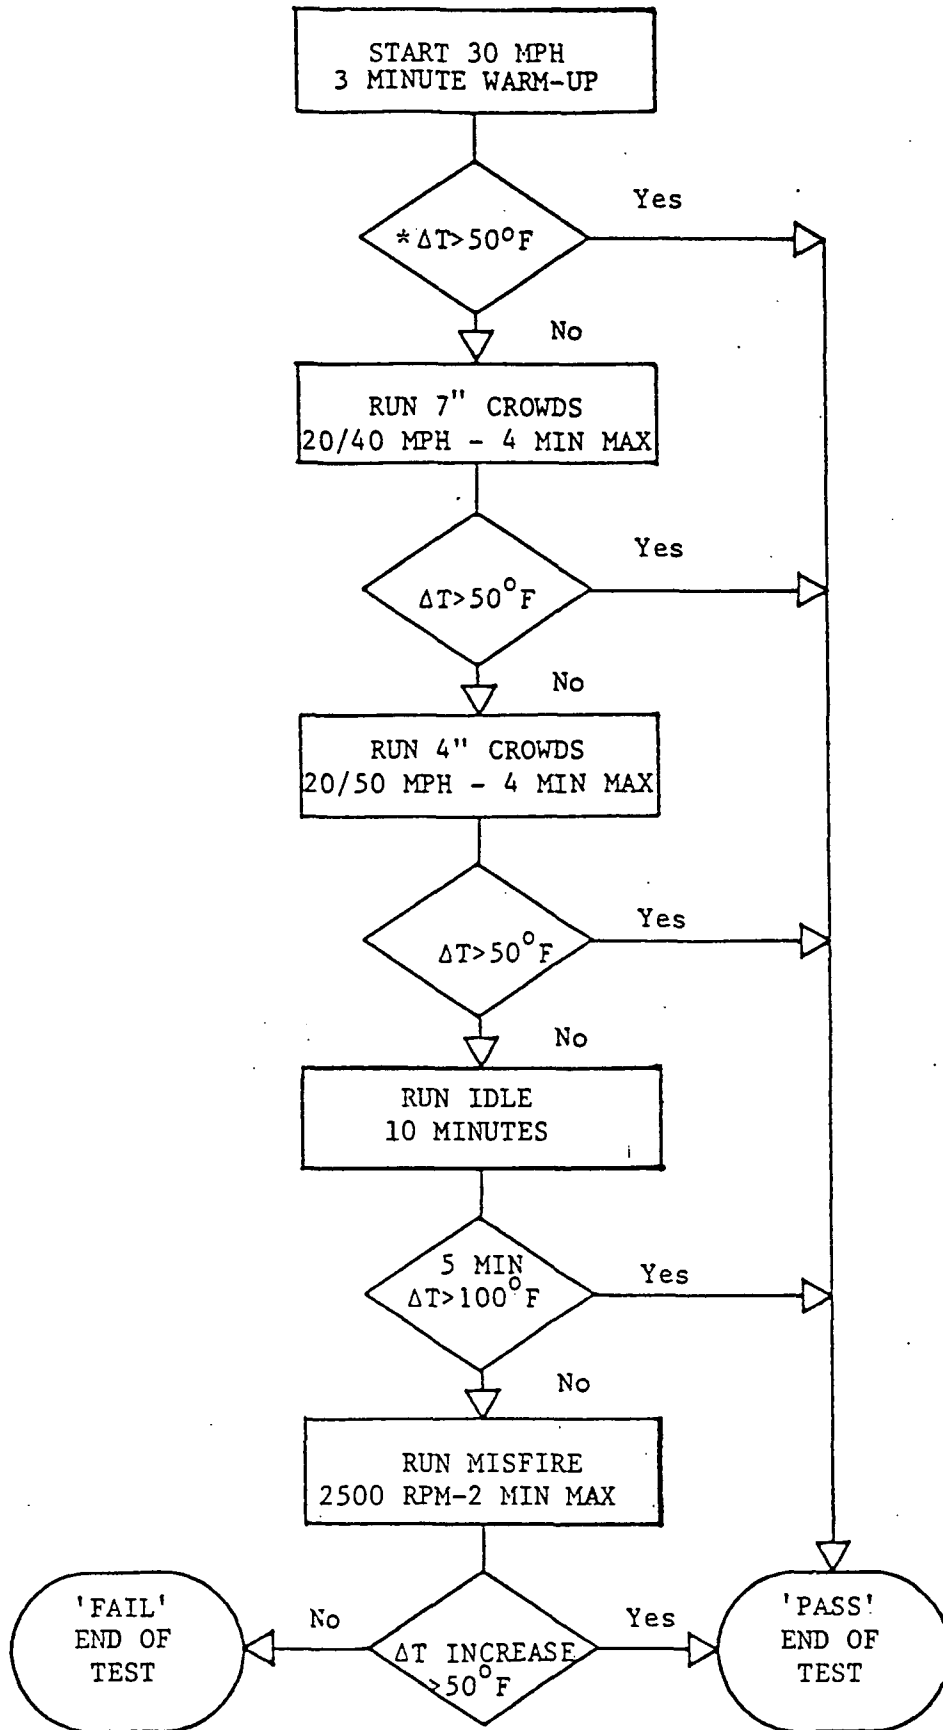 START 30 MPH
3 MINUTE WARM-UP
Yes
*ΔT>50°F
No
RUN 7" CROWDS
20/40 MPH - 4 MIN MAX
Yes
ΔT>50°F
No
RUN 4" CROWDS
20/50 MPH - 4 MIN MAX
Yes
ΔT>50°F
No
RUN IDLE
10 MINUTES
5 MIN
ΔT>100°F
Yes
No
RUN MISFIRE
2500 RPM-2 MIN MAX
'FAIL'
END OF
TEST
No
ΔT INCREASE
>50°F
Yes
'PASS'
END OF
TEST